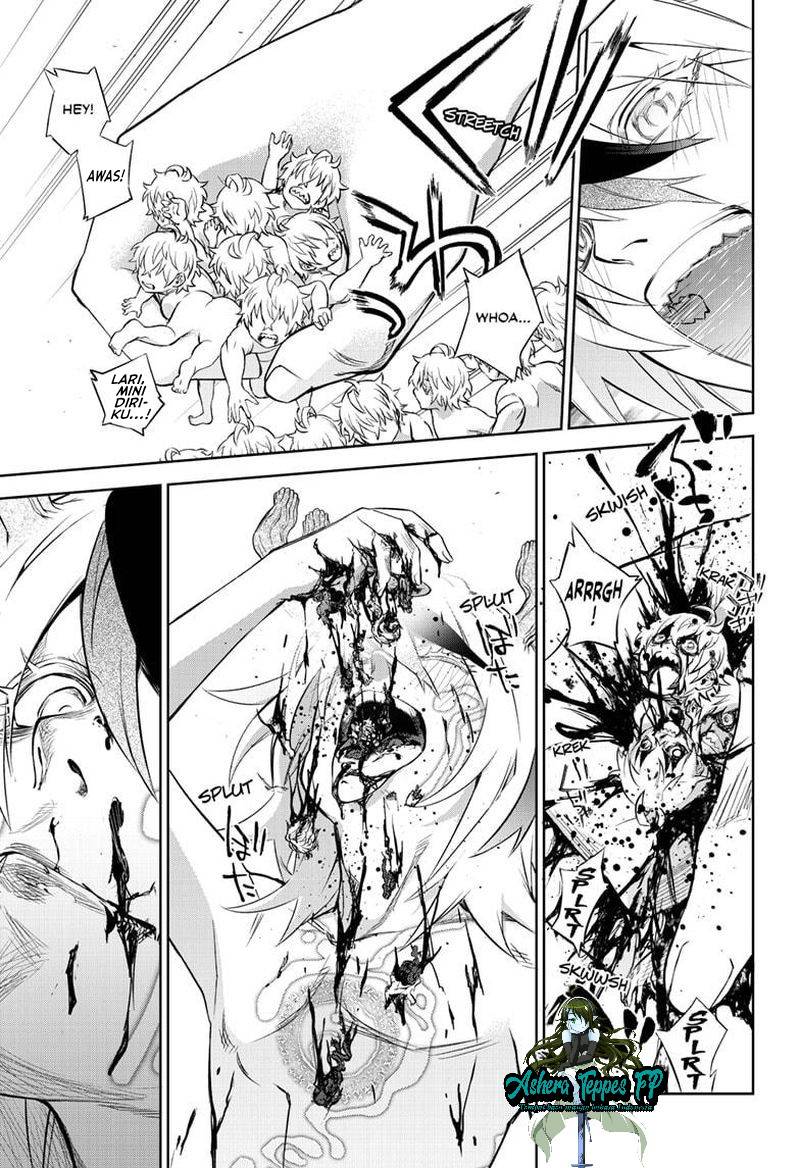 STREETCH
HEY!
AWAS!
WHOA...
LARI,
MINI
DIRI-
KU...!
SKWISH
KRAK
ARRRGH
!
KREK
SPLRT
SKWWSH
SPLRT
SPLUT
SPLUT
Ashera Teppes FP